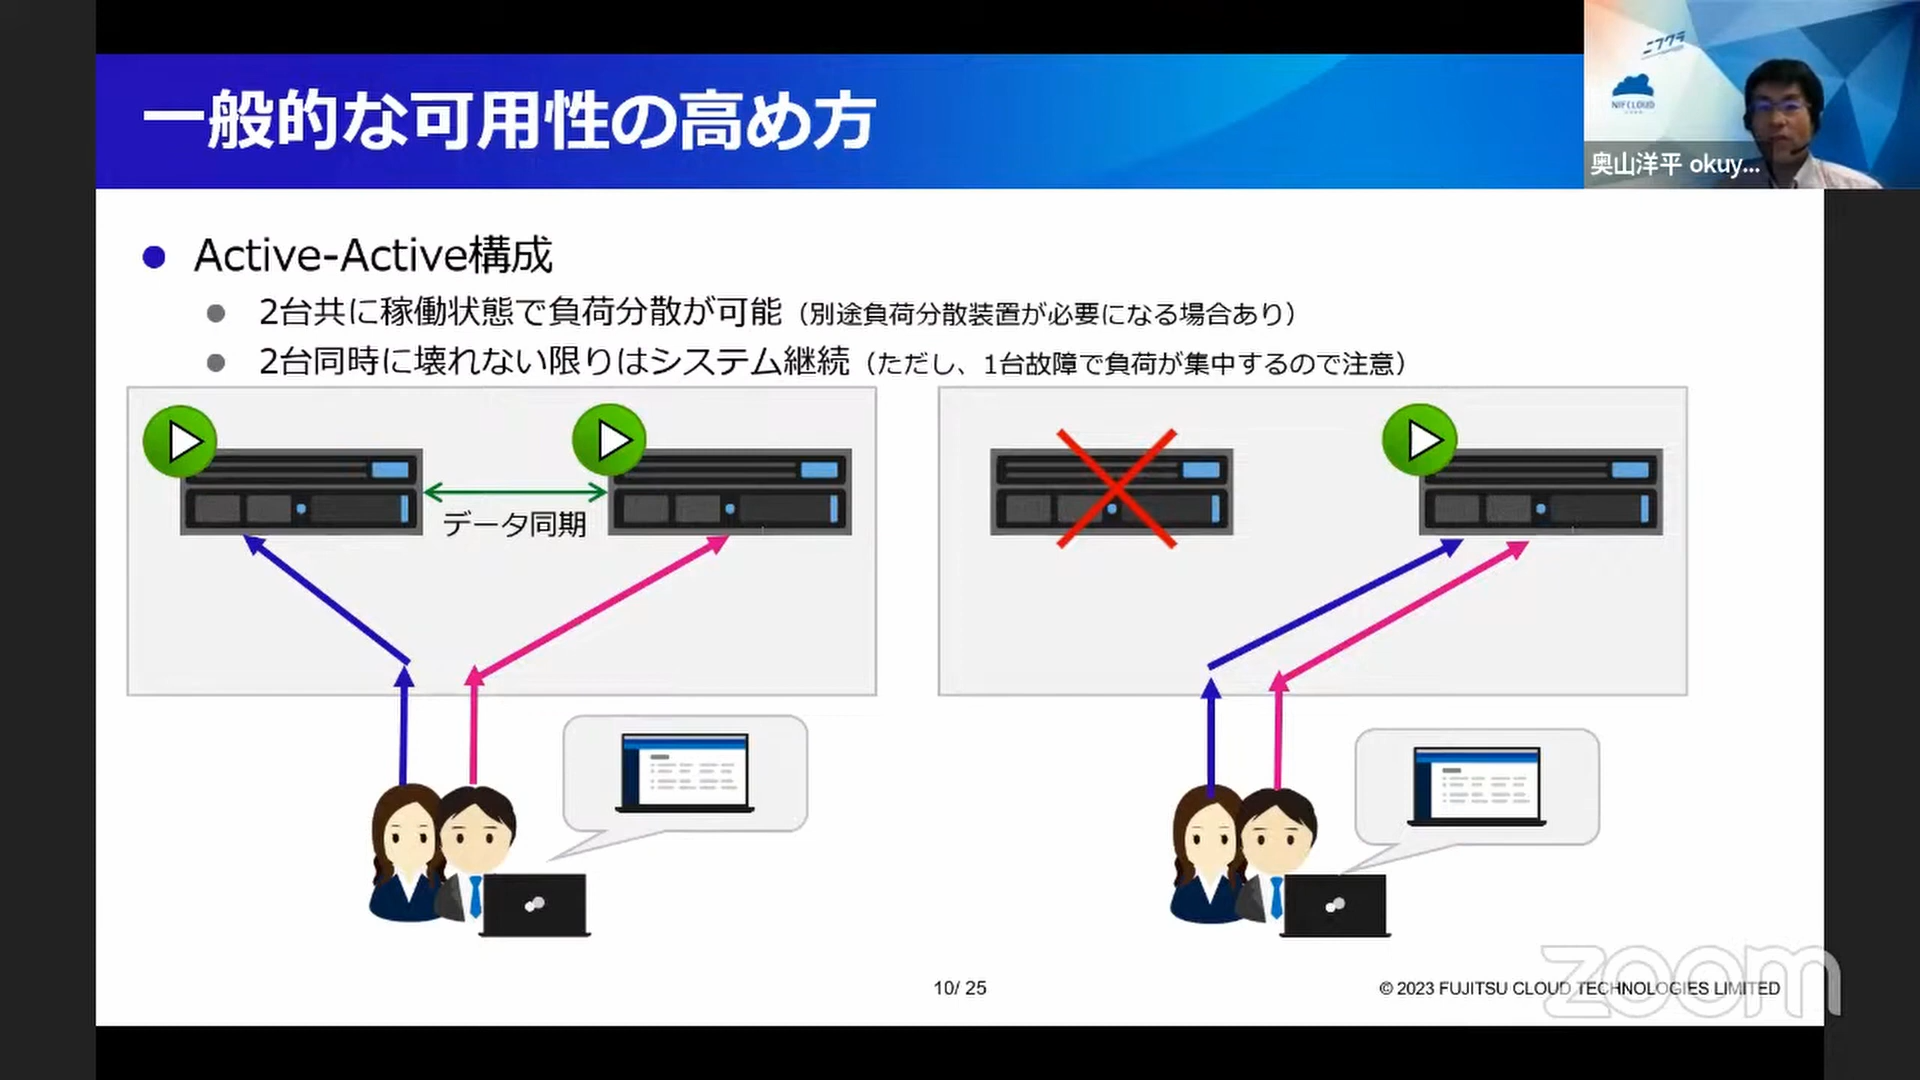 一般的な可用性の高め方
ニフクラ
NIFCLOUD
奥山洋平 okuy...
Active-Active構成
2台共に稼働状態で負荷分散が可能（別途負荷分散装置が必要になる場合あり）
2台同時に壊れない限りはシステム継続（ただし、1台故障で負荷が集中するので注意）
データ同期
10/ 25
© 2023 FUJITSU CLOUD TECHNOLOGIES LIMITED
zoom